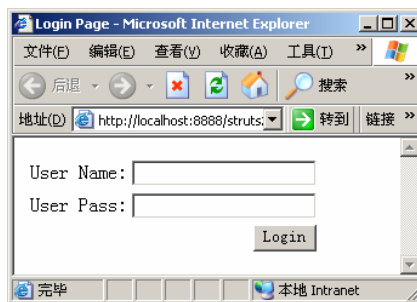 Login Page - Microsoft Internet Explorer
文件(F) 编辑(E) 查看(V) 收藏(A) 工具(T) »
后退 搜索 »
地址(D) http://localhost:8888/struts 转到 链接 »
User Name:
User Pass:
Login
完毕 本地 Intranet